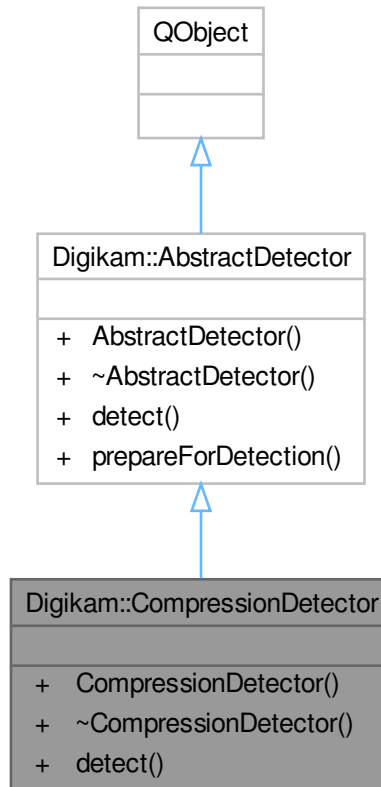 QObject
Digikam::AbstractDetector
+ AbstractDetector()
+ ~AbstractDetector()
+ detect()
+ prepareForDetection()
Digikam::CompressionDetector
+ CompressionDetector()
+ ~CompressionDetector()
+ detect()